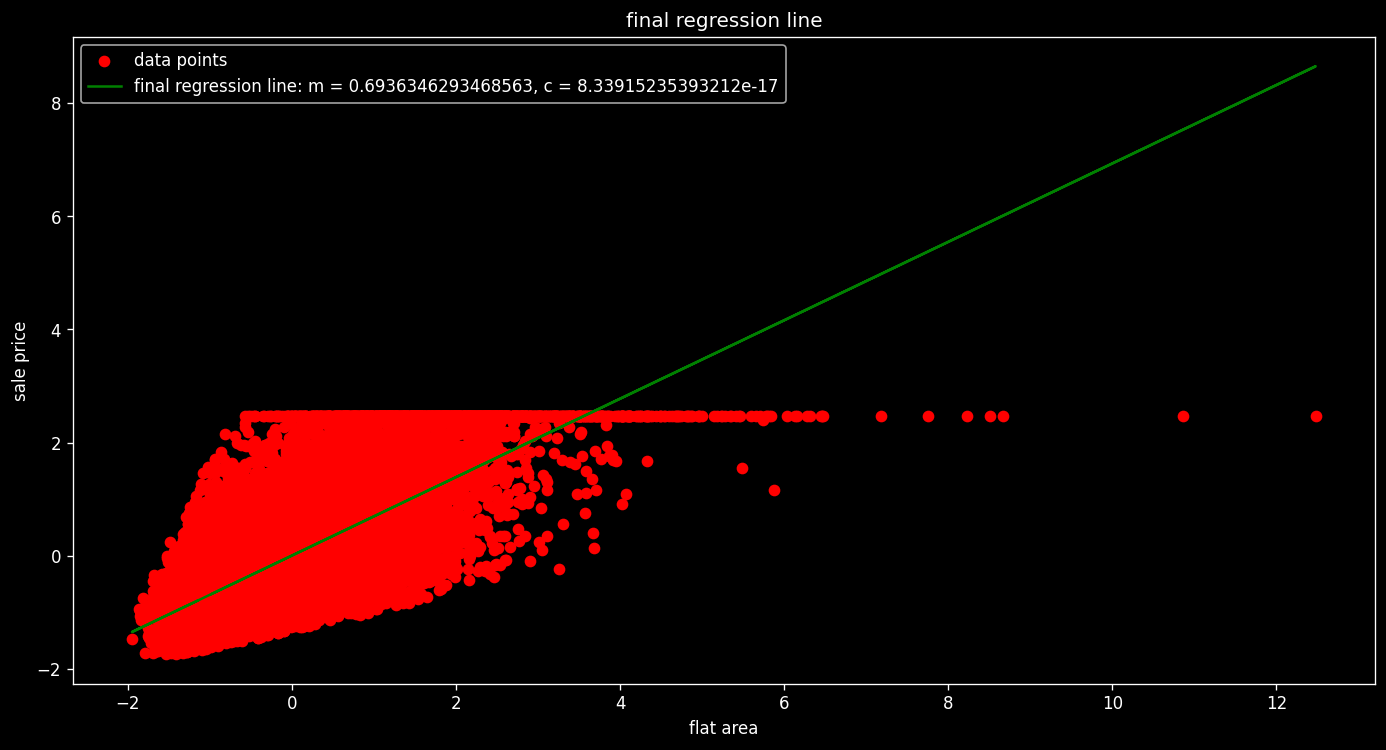 final regression line
data points
final regression line: m = 0.6936346293468563, c = 8.33915235393212e-17
sale price
8
6
4
2
0
−2
−2
0
2
4
6
8
10
12
flat area